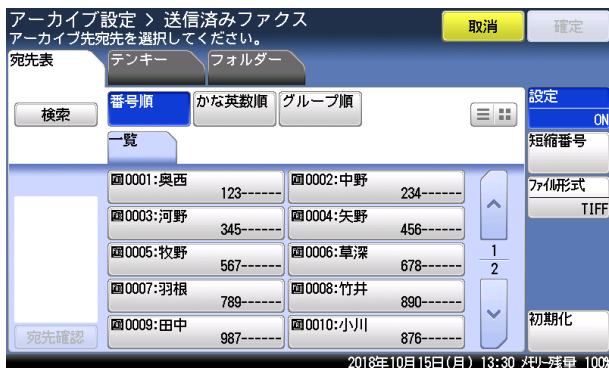 アーカイブ設定 > 送信済みファクス
アーカイブ先宛先を選択してください。
取消
確定
宛先表
テンキー
フォルダー
検索
番号順
かな英数順
グループ順
一覧
設定
ON
短縮番号
ファイル形式
TIFF
初期化
0001:奥西
123------
0002:中野
234------
0003:河野
345------
0004:矢野
456------
0005:牧野
567------
0006:草深
678------
0007:羽根
789------
0008:竹井
890------
0009:田中
987------
0010:小川
876------
1
2
宛先確認
2018年10月15日(月) 13:30 メモリー残量 100%